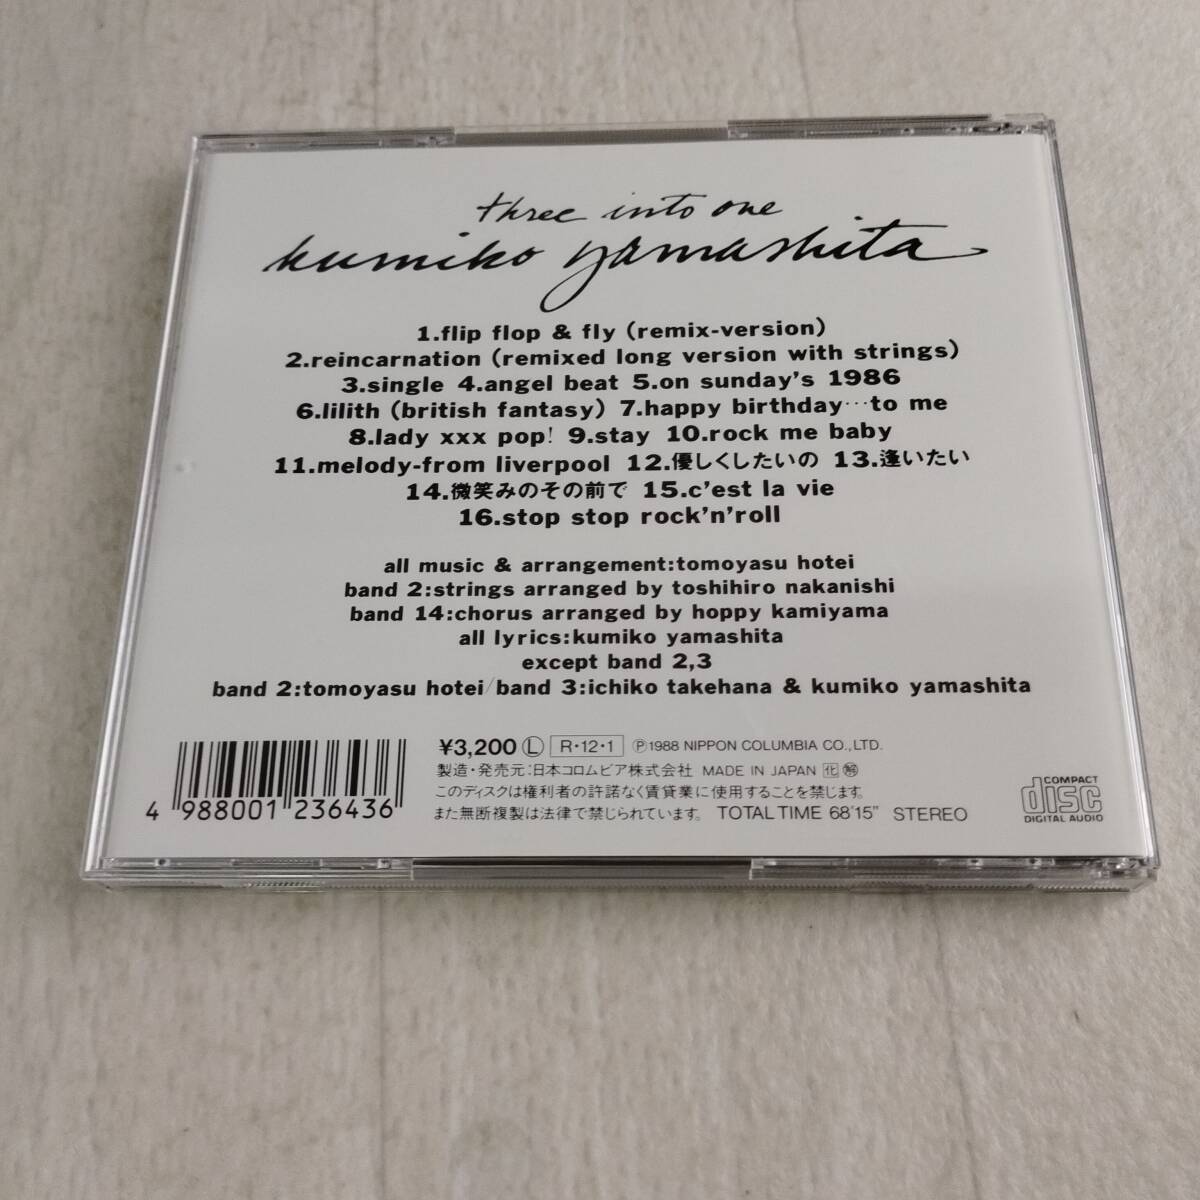 three into one
kumiko yamashita
1.flip flop & fly (remix-version)
2.reincarnation (remixed long version with strings)
3.single 4.angel beat 5.on sunday's 1986
6.lilith (british fantasy) 7.happy birthday…to me
8.lady xxx pop! 9.stay 10.rock me baby
11.melody-from liverpool 12.優しくしたいの 13.逢いたい
14.微笑みのその前で 15.c'est la vie
16.stop stop rock'n'roll
all music & arrangement:tomoyasu hotei
band 2:strings arranged by toshihiro nakanishi
band 14:chorus arranged by hoppy kamiyama
all lyrics:kumiko yamashita
except band 2,3
band 2:tomoyasu hotei/band 3:ichiko takehana & kumiko yamashita
4 988001 236436
¥3,200 Ⓛ R・12・1 Ⓟ1988 NIPPON COLUMBIA CO.,LTD.
製造・発売元:日本コロムビア株式会社 MADE IN JAPAN 化 解
このディスクは権利者の許諾なく賃貸業に使用することを禁じます。
また無断複製は法律で禁じられています。 TOTAL TIME 68'15" STEREO
COMPACT
disc
DIGITAL AUDIO